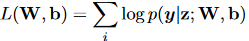 L(W, b) = ∑_i log p(y|z; W, b)